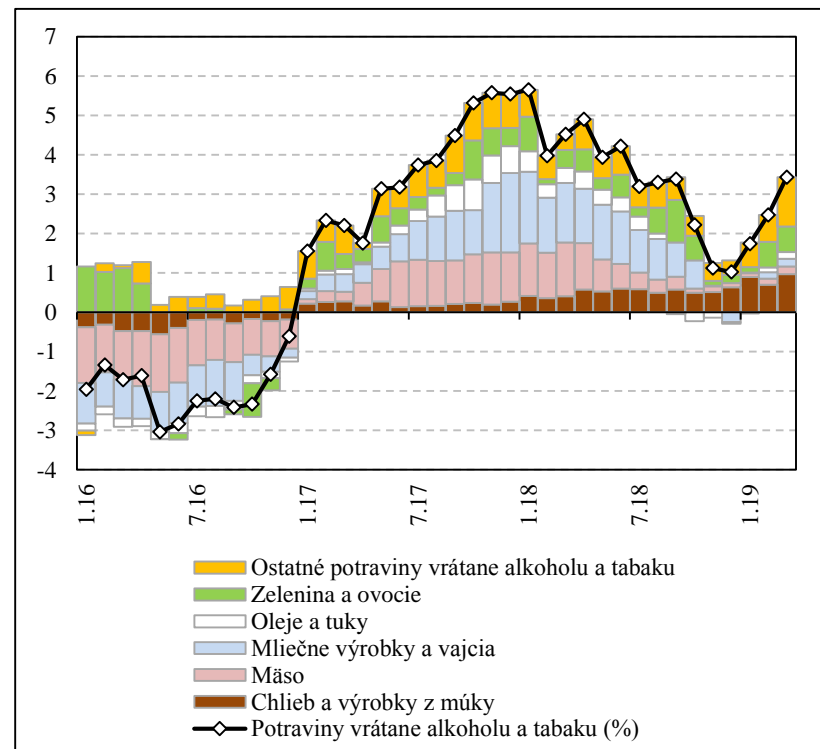 7
6
5
4
3
2
1
0
-1
-2
-3
-4
1.16
7.16
1.17
7.17
1.18
7.18
1.19
Ostatné potraviny vrátane alkoholu a tabaku
Zelenina a ovocie
Oleje a tuky
Mliečne výrobky a vajcia
Mäso
Chlieb a výrobky z múky
Potraviny vrátane alkoholu a tabaku (%)